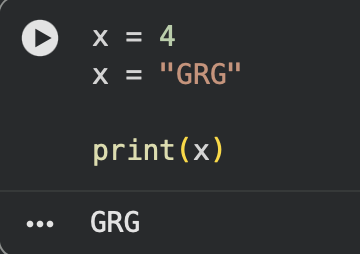 x = 4
x = "GRG"
print(x)
GRG